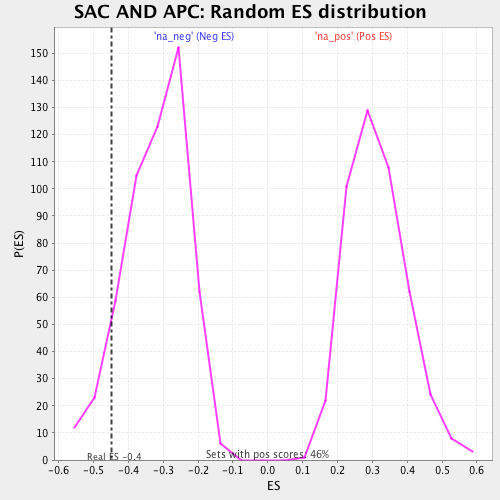 SAC AND APC: Random ES distribution
'na_neg' (Neg ES)
'na_pos' (Pos ES)
150
140
130
120
110
100
90
80
70
60
50
40
30
20
10
0
P(ES)
Real ES -0.4
Sets with pos scores: 46%
-0.6 -0.5 -0.4 -0.3 -0.2 -0.1 0.0 0.1 0.2 0.3 0.4 0.5 0.6
ES